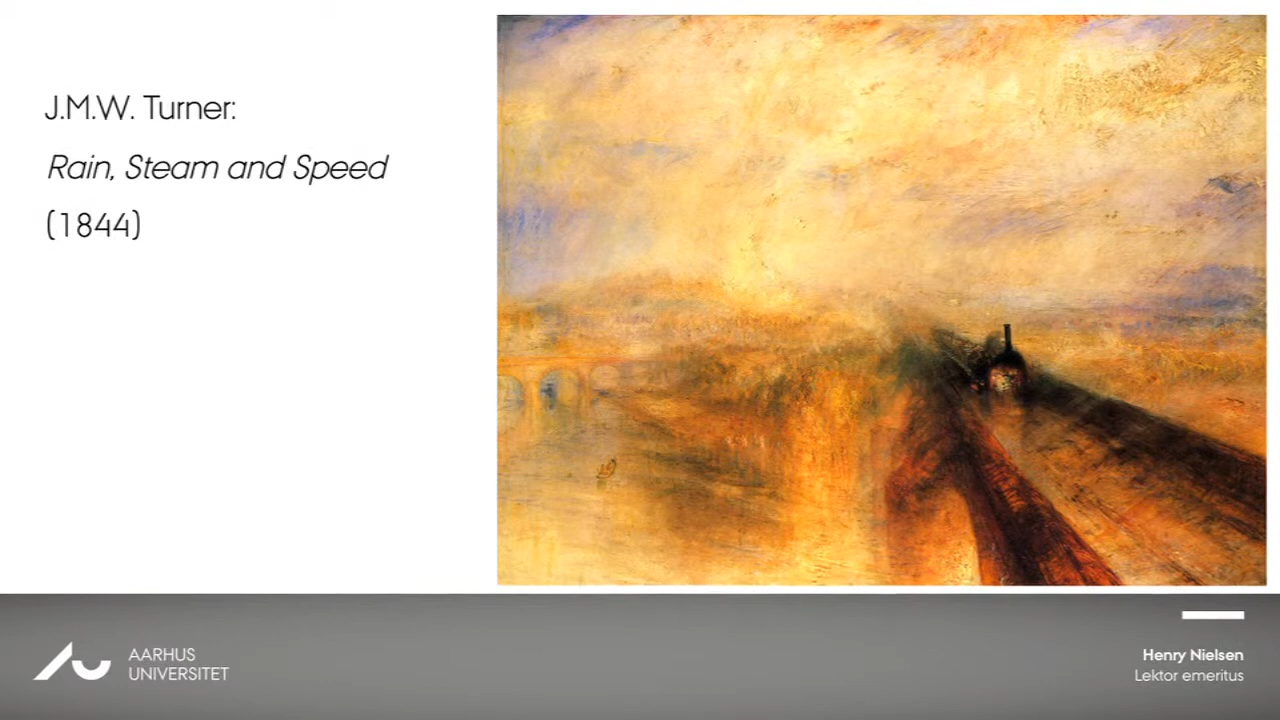 J.M.W. Turner:
Rain, Steam and Speed
(1844)
AARHUS
UNIVERSITET
Henry Nielsen
Lektor emeritus